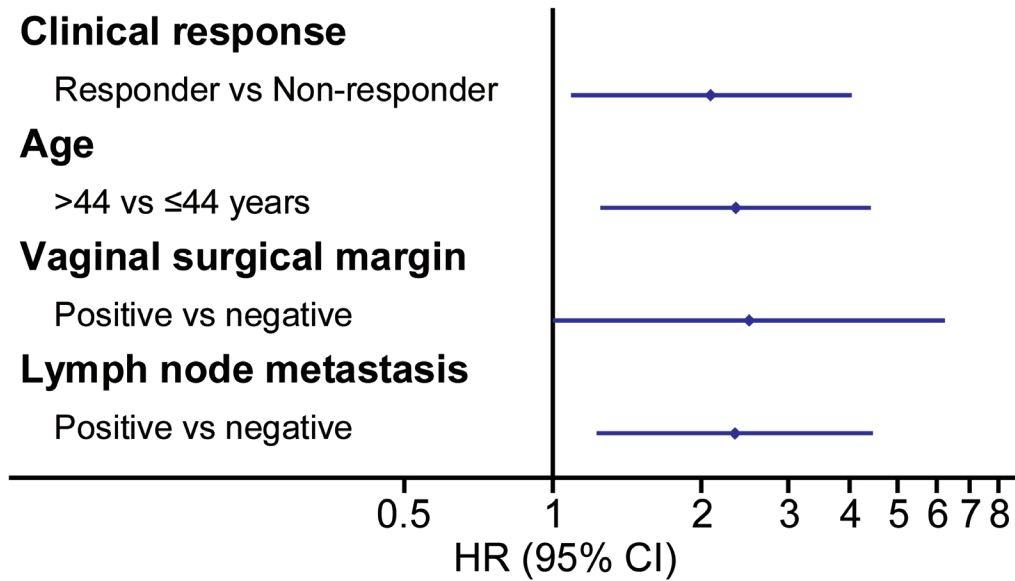 Clinical response
Responder vs Non-responder
Age
>44 vs ≤44 years
Vaginal surgical margin
Positive vs negative
Lymph node metastasis
Positive vs negative
0.5 1 2 3 4 5 6 7 8
HR (95% CI)